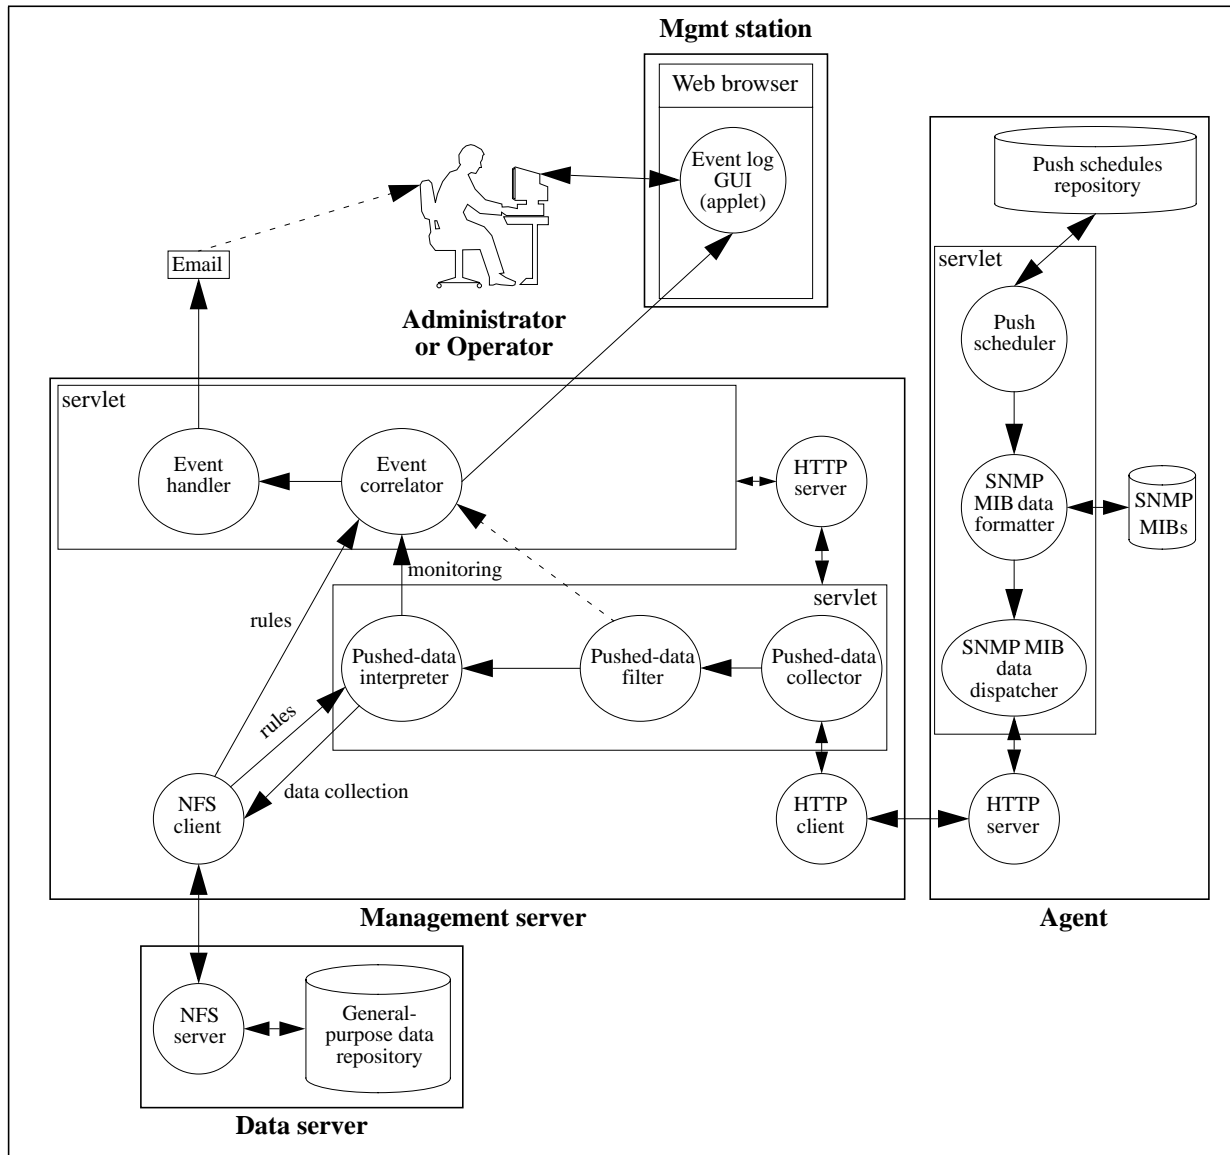 Mgmt station
Web browser
Event log
GUI
(applet)
Push schedules
repository
servlet
Push
scheduler
SNMP
MIB data
formatter
SNMP
MIBs
SNMP MIB
data
dispatcher
HTTP
server
Agent
Email
Administrator
or Operator
servlet
Event
handler
Event
correlator
HTTP
server
monitoring
servlet
rules
Pushed-data
interpreter
Pushed-data
filter
Pushed-data
collector
rules
data collection
NFS
client
HTTP
client
Management server
NFS
server
General-
purpose data
repository
Data server